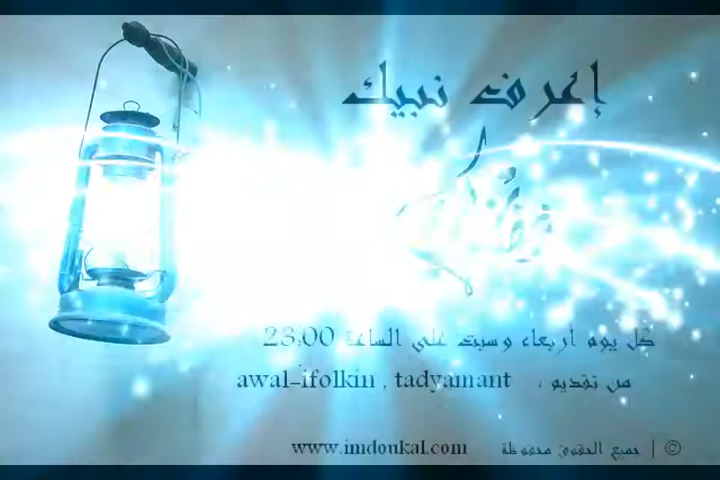 إعرف نبيك
كل يوم أربعاء و سبت على الساعة 23:00
من تقديم : awal-ifolkin , tadyamant
© | جميع الحقوق محفوظة www.imdoukal.com